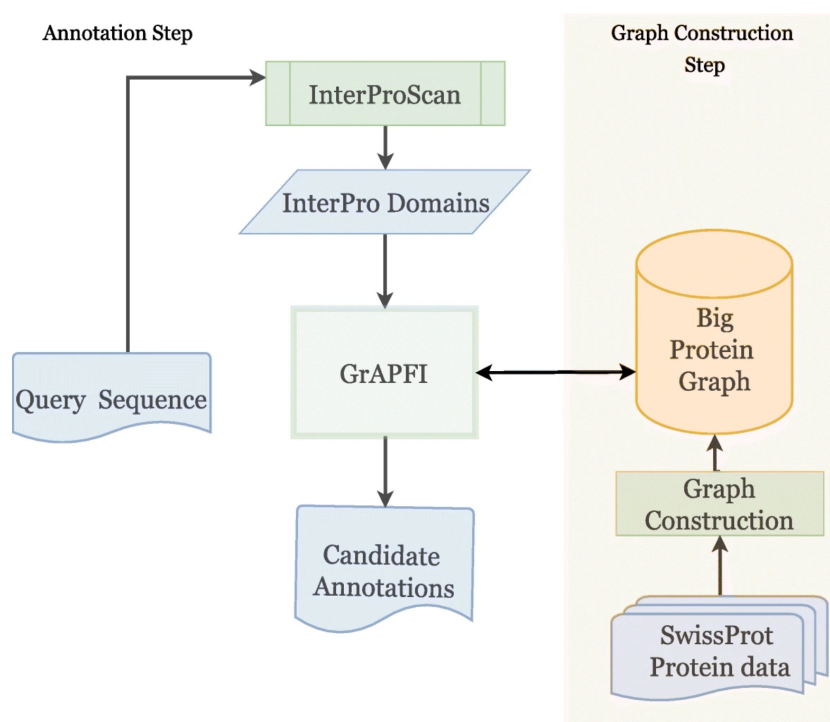 Annotation Step
InterProScan
InterPro Domains
Query Sequence
GrAPFI
Candidate
Annotations
Graph Construction
Step
Big
Protein
Graph
Graph
Construction
SwissProt
Protein data